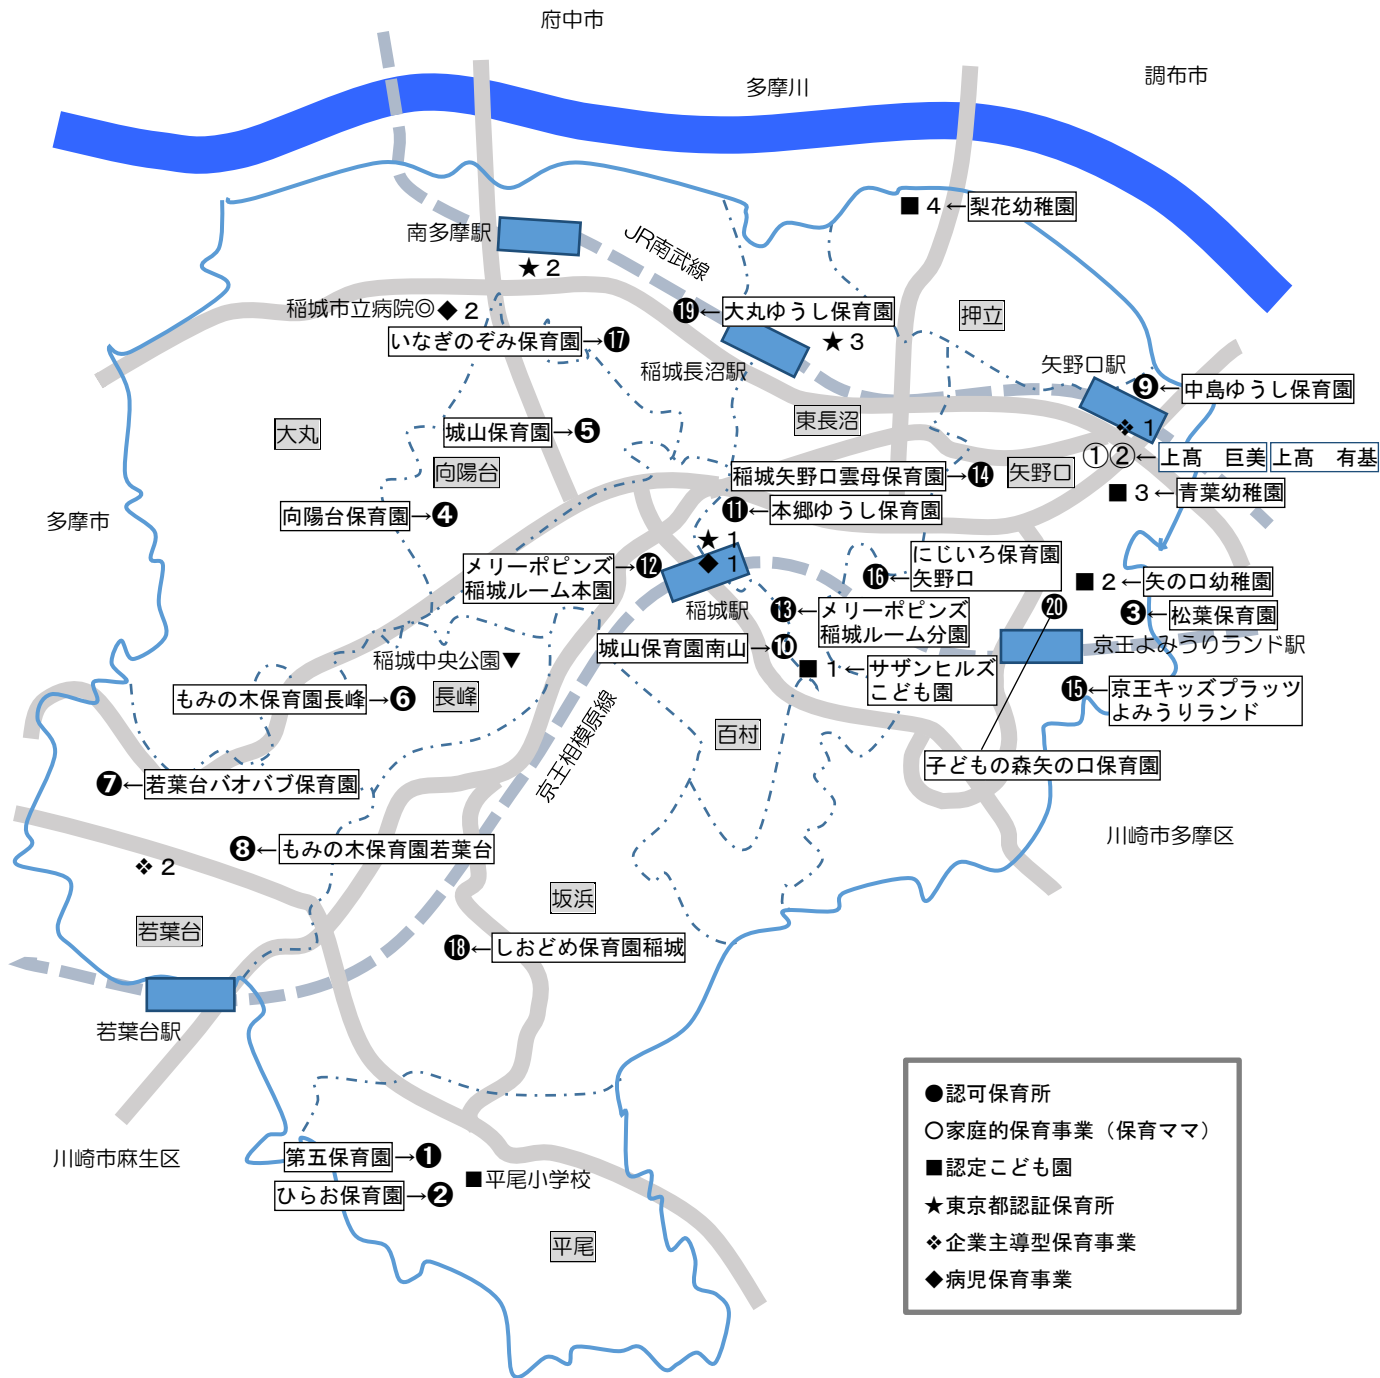 府中市
調布市
多摩川
■ 4 ← 梨花幼稚園
南多摩駅
JR南武線
★ 2
稲城市立病院◎◆ 2
⓳←大丸ゆうし保育園
押立
いなぎのぞみ保育園→⓱
★ 3
稲城長沼駅
矢野口駅
❾←中島ゆうし保育園
大丸
城山保育園→❺
東長沼
❖ 1
①②←上髙　巨美 上髙　有基
向陽台
稲城矢野口雲母保育園→⓮
矢野口
■ 3 ←青葉幼稚園
多摩市
向陽台保育園→❹
⓫←本郷ゆうし保育園
★ 1
◆ 1
メリーポピンズ
稲城ルーム本園
→⓬
にじいろ保育園
矢野口
⓰←
■ 2 ←矢の口幼稚園
稲城駅
⓭←メリーポピンズ
稲城ルーム分園
⓴
❸←松葉保育園
京王よみうりランド駅
稲城中央公園▼
城山保育園南山→❿
■ 1 ←サザンヒルズ
こども園
もみの木保育園長峰→❻
長峰
⓯←京王キッズプラッツ
よみうりランド
京王相模原線
百村
子どもの森矢の口保育園
❼←若葉台バオバブ保育園
川崎市多摩区
❽←もみの木保育園若葉台
❖ 2
坂浜
若葉台
⓲←しおどめ保育園稲城
若葉台駅
川崎市麻生区
第五保育園→❶
■平尾小学校
ひらお保育園→❷
平尾
●認可保育所
○家庭的保育事業（保育ママ）
■認定こども園
★東京都認証保育所
❖企業主導型保育事業
◆病児保育事業